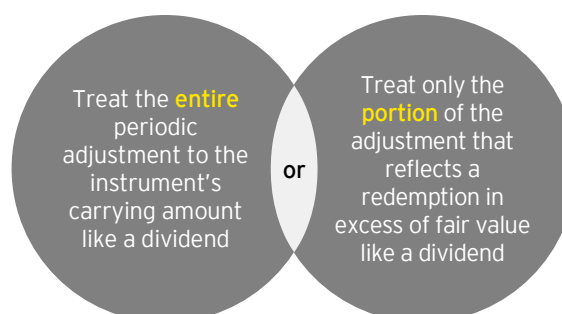 Treat the entire
periodic
adjustment to the
instrument's
carrying amount
like a dividend
or
Treat only the
portion of the
adjustment that
reflects a
redemption in
excess of fair value
like a dividend